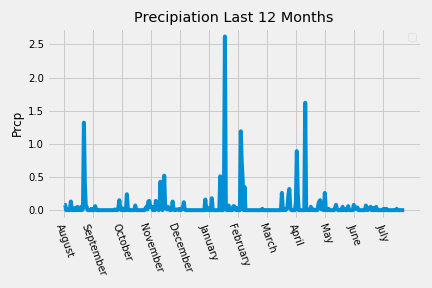 Precipiation Last 12 Months
2.5
2.0
1.5
1.0
0.5
0.0
Prcp
August
September
October
November
December
January
February
March
April
May
June
July